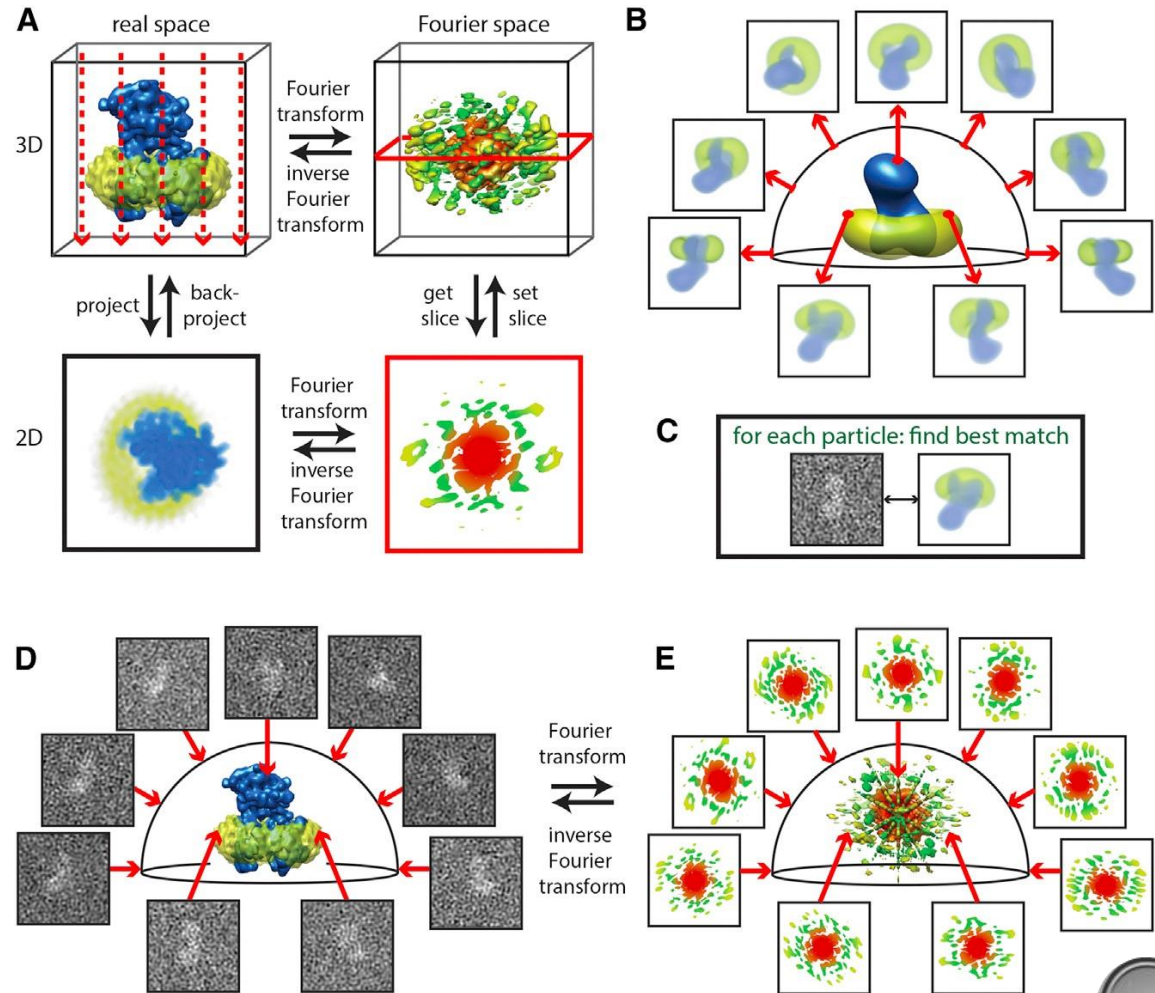 A
real space
Fourier space
3D
Fourier
transform
inverse
Fourier
transform
project
back-
project
get
slice
set
slice
2D
Fourier
transform
inverse
Fourier
transform
B
C
for each particle: find best match
D
Fourier
transform
inverse
Fourier
transform
E